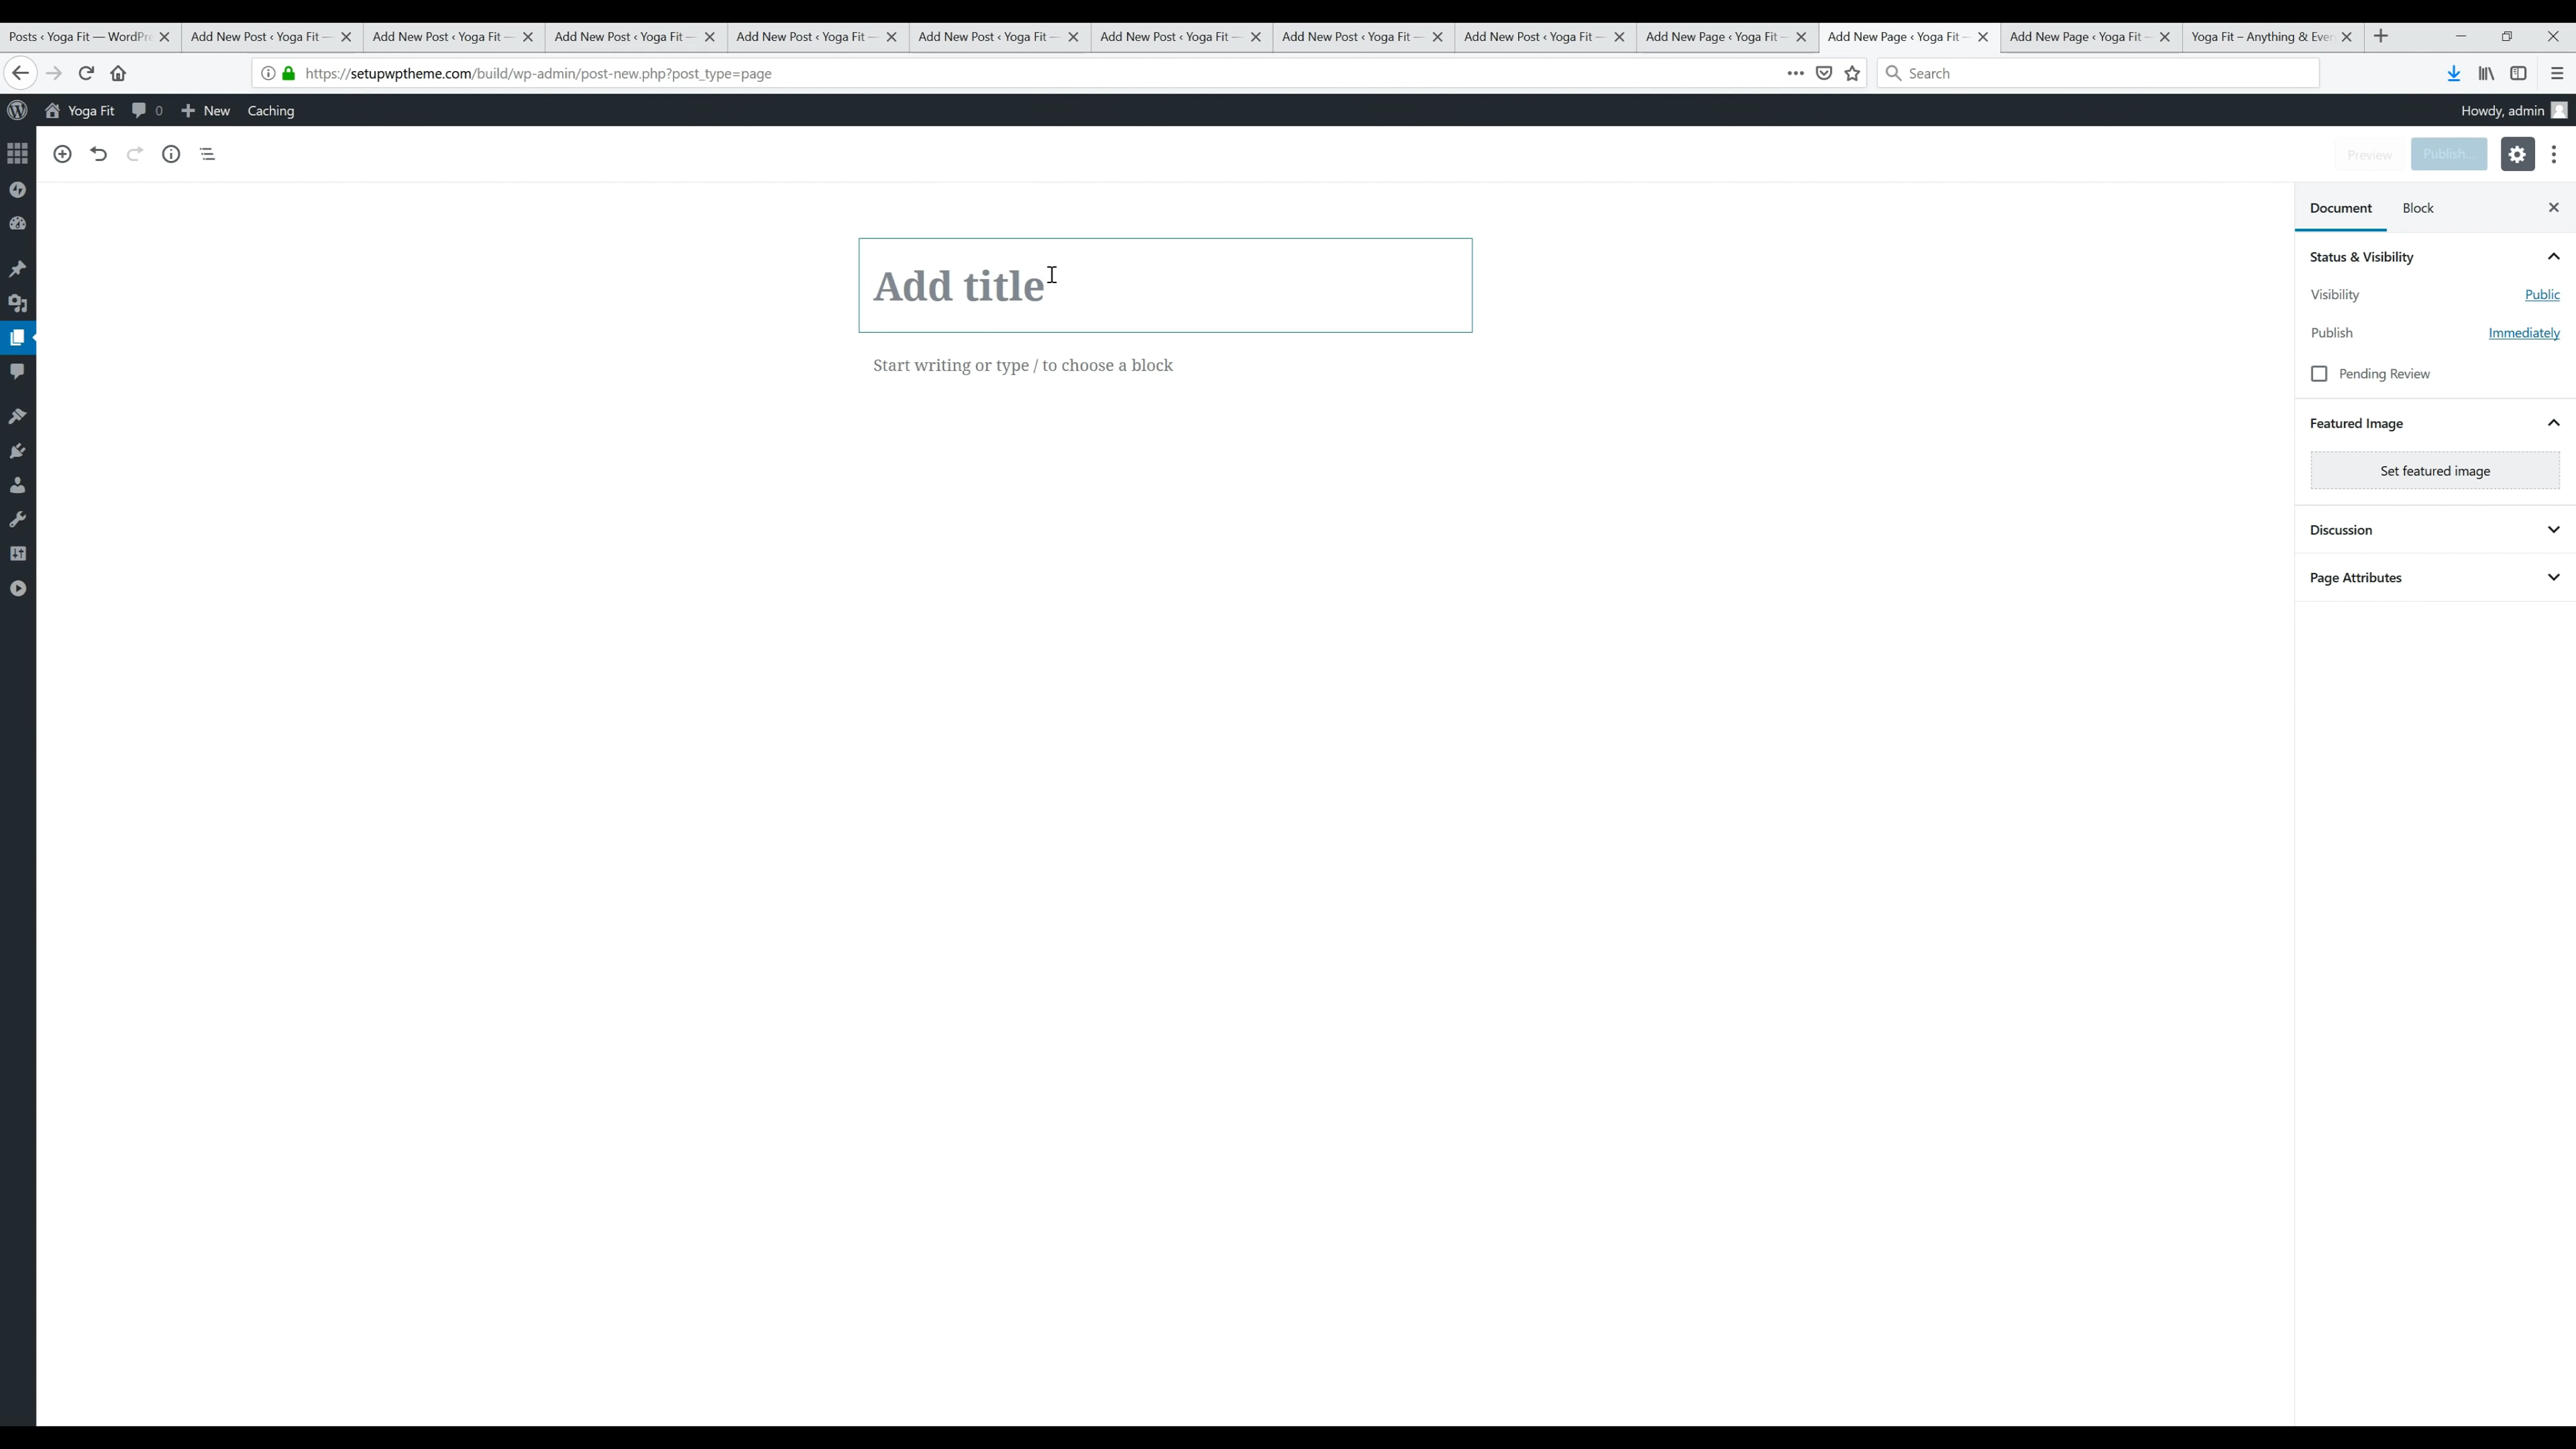 Posts ‹ Yoga Fit — WordPre
Add New Post ‹ Yoga Fit —
Add New Post ‹ Yoga Fit —
Add New Post ‹ Yoga Fit —
Add New Post ‹ Yoga Fit —
Add New Post ‹ Yoga Fit —
Add New Post ‹ Yoga Fit —
Add New Post ‹ Yoga Fit —
Add New Post ‹ Yoga Fit —
Add New Page ‹ Yoga Fit —
Add New Page ‹ Yoga Fit —
Add New Page ‹ Yoga Fit —
Yoga Fit – Anything & Ever
https://setupwptheme.com/build/wp-admin/post-new.php?post_type=page
Search
Yoga Fit
0
New
Caching
Howdy, admin
Preview
Publish...
Document
Block
Status & Visibility
Visibility
Public
Publish
Immediately
Pending Review
Featured Image
Set featured image
Discussion
Page Attributes
Add title
Start writing or type / to choose a block